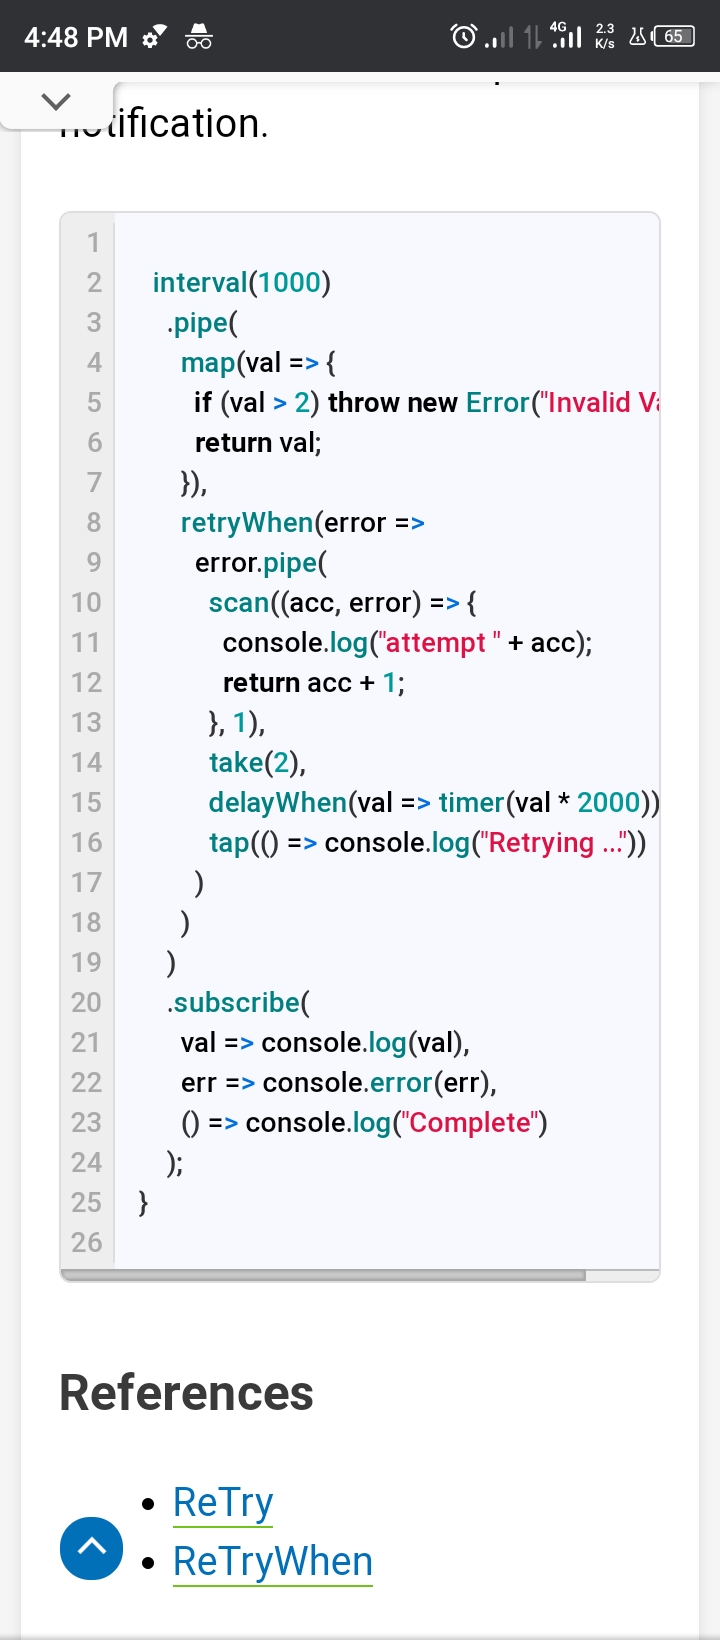 4:48 PM
4G
2.3
K/s
65
notification.
1
2 interval(1000)
3 .pipe(
4 map(val => {
5 if (val > 2) throw new Error("Invalid
6 return val;
7 }),
8 retryWhen(error =>
9 error.pipe(
10 scan((acc, error) => {
11 console.log("attempt " + acc);
12 return acc + 1;
13 }, 1),
14 take(2),
15 delayWhen(val => timer(val * 2000))
16 tap(() => console.log("Retrying ..."))
17 )
18 )
19 )
20 .subscribe(
21 val => console.log(val),
22 err => console.error(err),
23 () => console.log("Complete")
24 );
25 }
26
References
• ReTry
• ReTryWhen